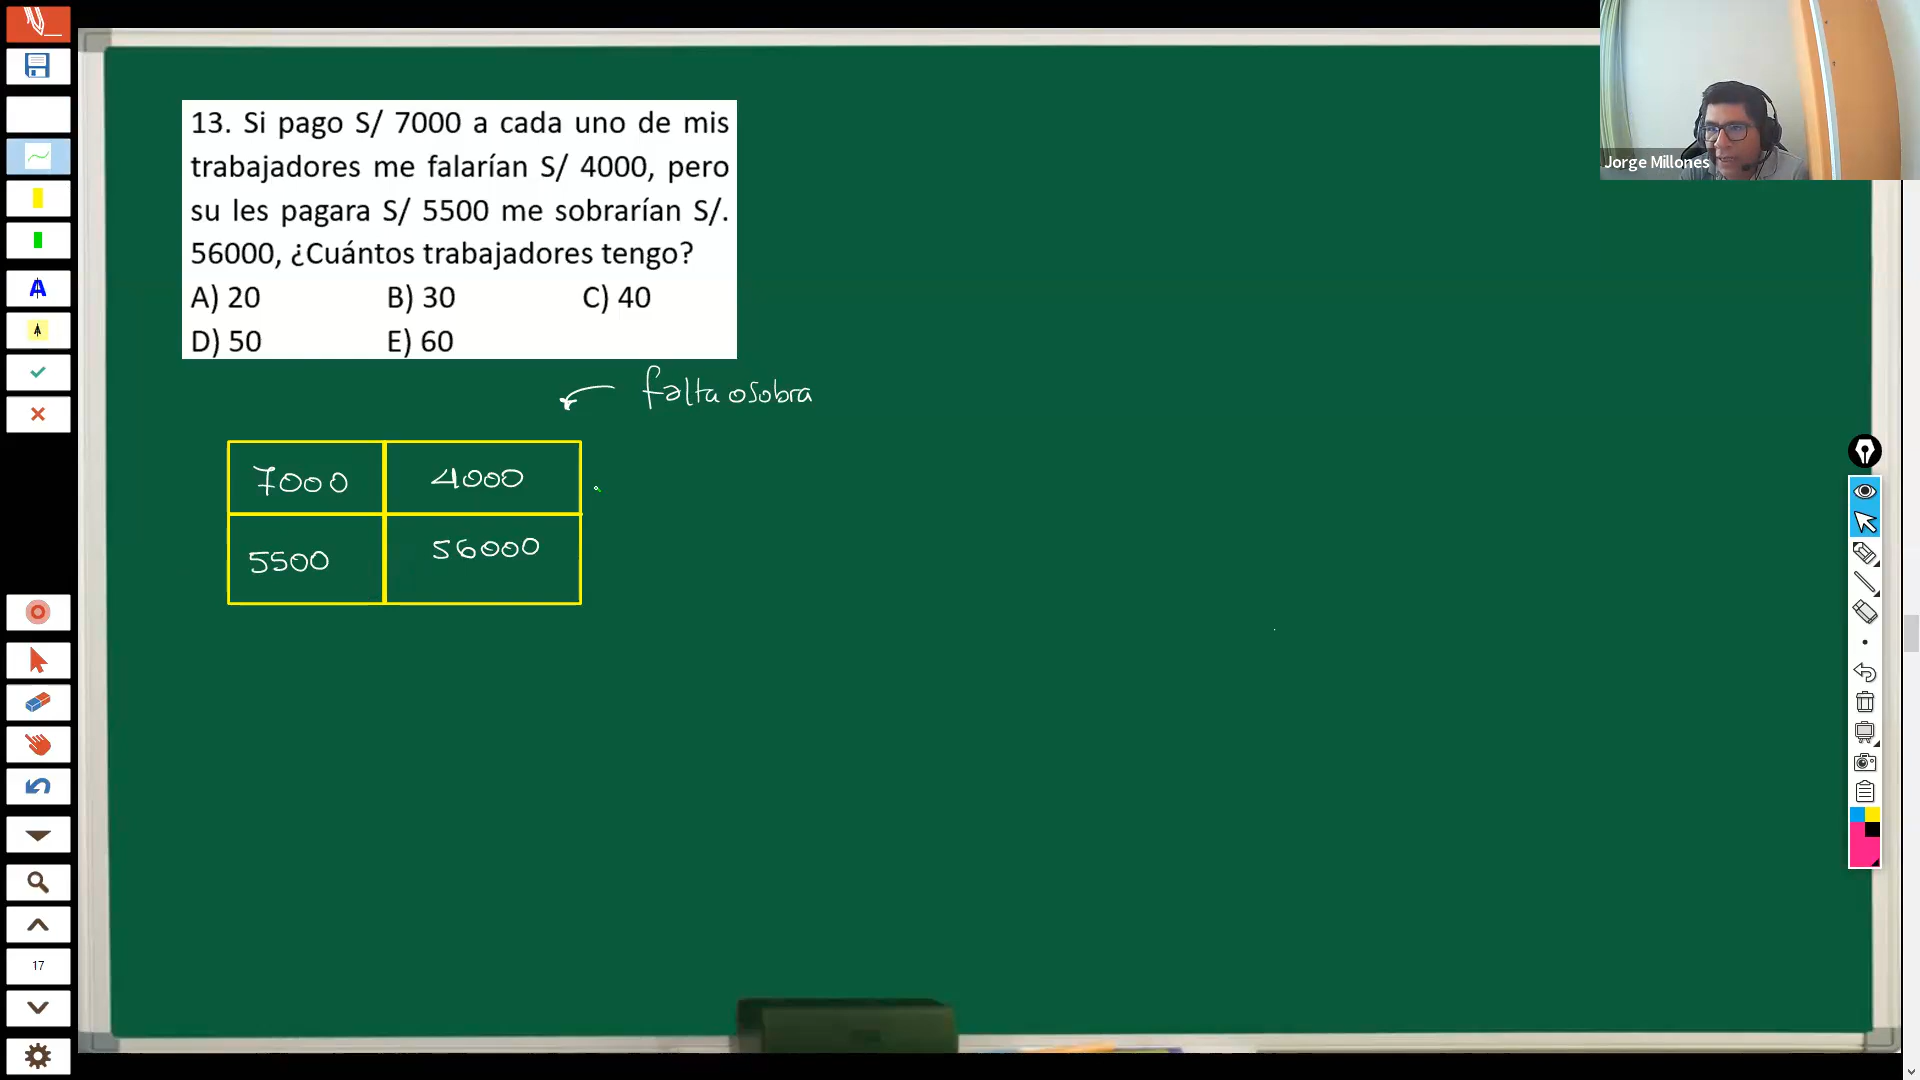 Jorge Millones
13. Si pago S/ 7000 a cada uno de mis
trabajadores me falarían S/ 4000, pero
su les pagara S/ 5500 me sobrarían S/.
56000, ¿Cuántos trabajadores tengo?
A) 20 B) 30 C) 40
D) 50 E) 60
falta o sobra
7000 4000
5500 56000
17